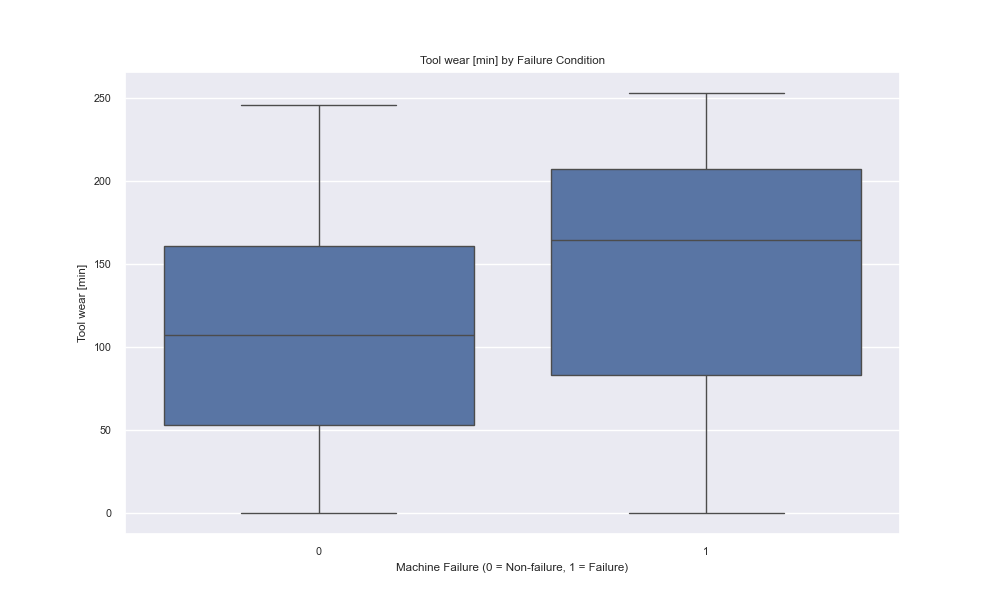 Tool wear [min] by Failure Condition
250
200
150
100
50
0
Tool wear [min]
0
1
Machine Failure (0 = Non-failure, 1 = Failure)